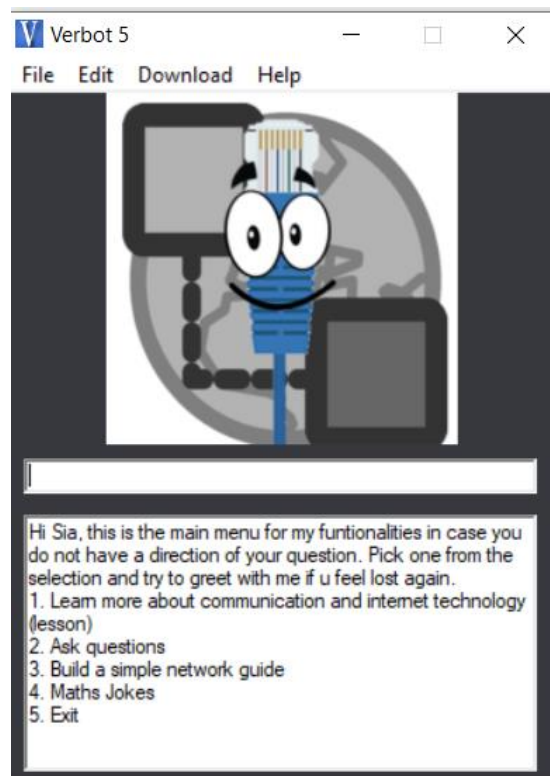 V Verbot 5
File Edit Download Help
Hi Sia, this is the main menu for my funtionalities in case you
do not have a direction of your question. Pick one from the
selection and try to greet with me if u feel lost again.
1. Learn more about communication and internet technology
(lesson)
2. Ask questions
3. Build a simple network guide
4. Maths Jokes
5. Exit